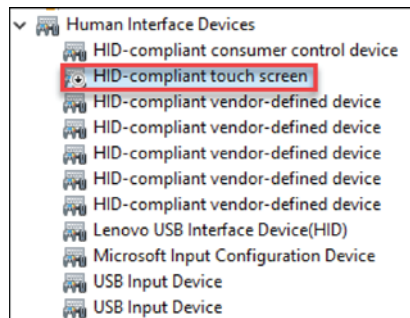 Human Interface Devices
HID-compliant consumer control device
HID-compliant touch screen
HID-compliant vendor-defined device
HID-compliant vendor-defined device
HID-compliant vendor-defined device
HID-compliant vendor-defined device
HID-compliant vendor-defined device
Lenovo USB Interface Device(HID)
Microsoft Input Configuration Device
USB Input Device
USB Input Device